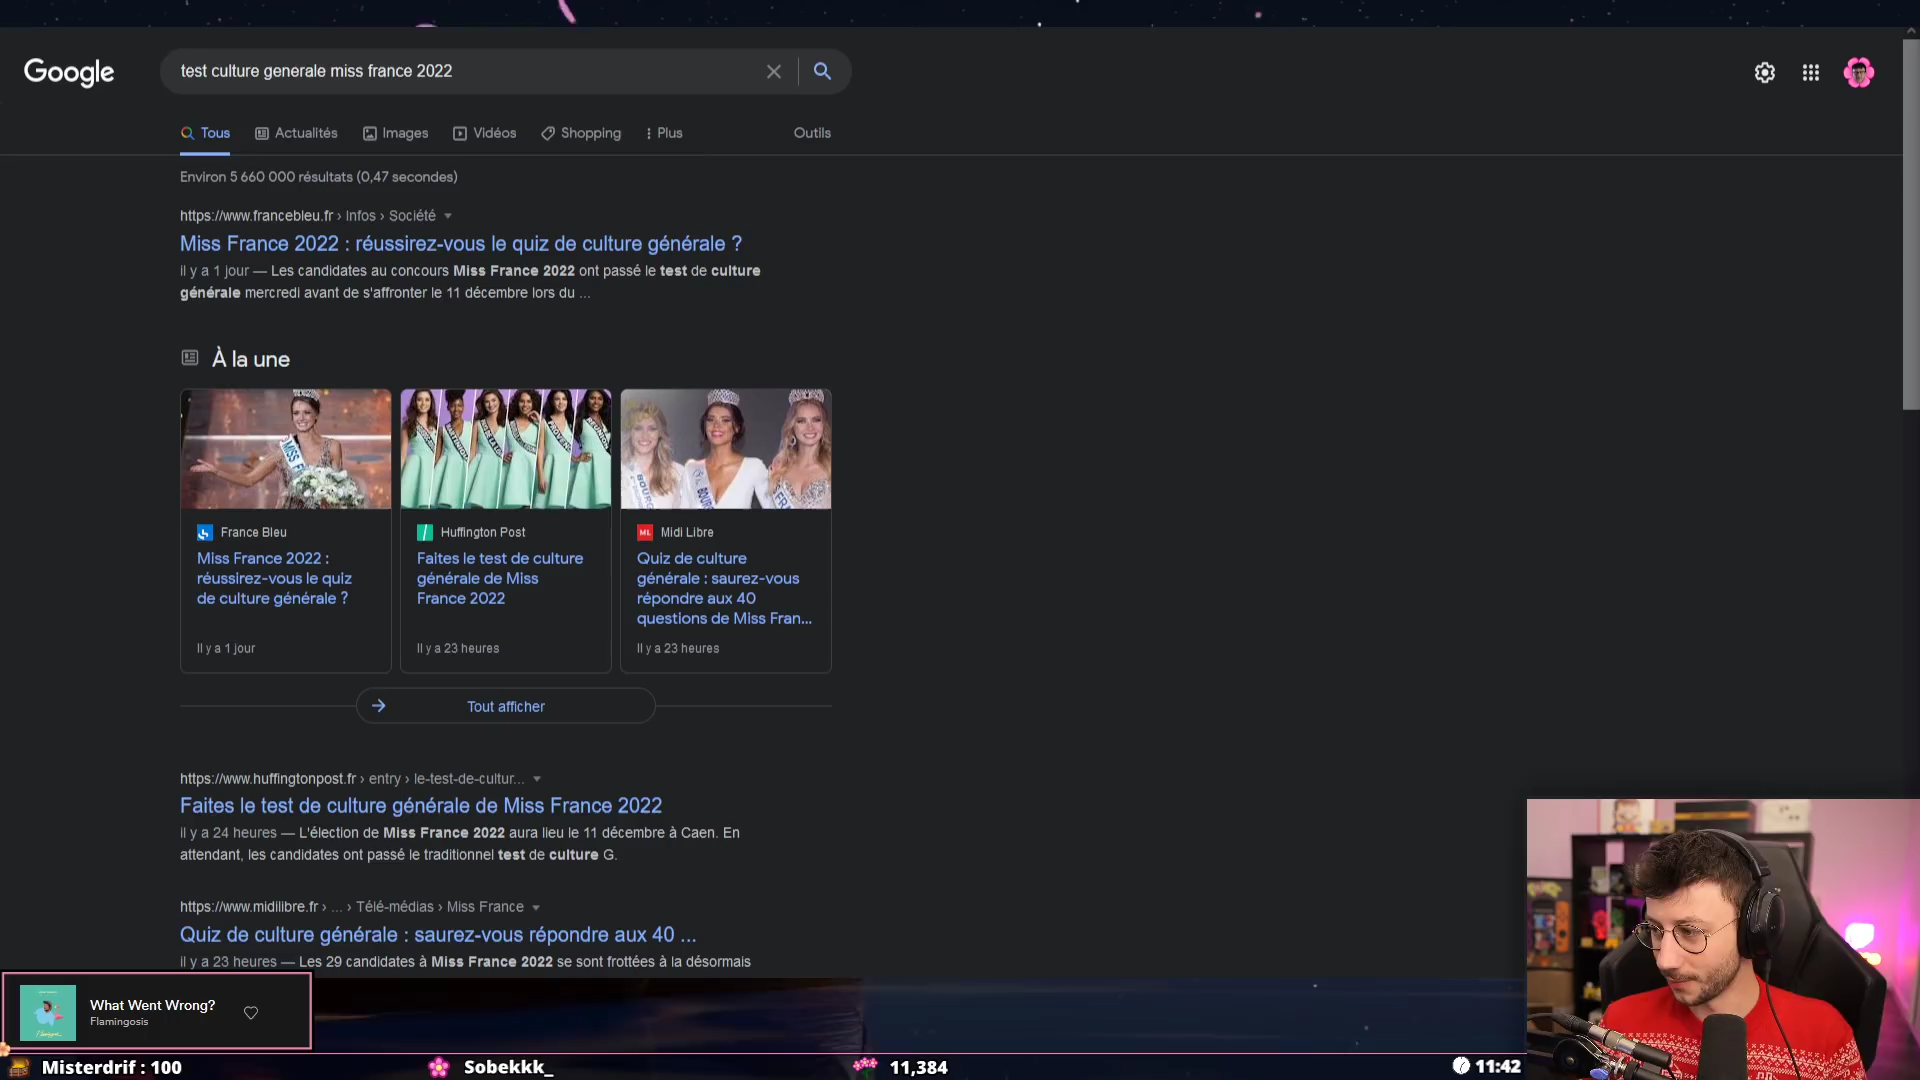 Google
test culture generale miss france 2022
Tous
Actualités
Images
Vidéos
Shopping
Plus
Outils
Environ 5 660 000 résultats (0,47 secondes)
https://www.francebleu.fr › Infos › Société
Miss France 2022 : réussirez-vous le quiz de culture générale ?
il y a 1 jour — Les candidates au concours Miss France 2022 ont passé le test de culture
générale mercredi avant de s'affronter le 11 décembre lors du ...
À la une
France Bleu
Miss France 2022 :
réussirez-vous le quiz
de culture générale ?
Il y a 1 jour
Huffington Post
Faites le test de culture
générale de Miss
France 2022
Il y a 23 heures
ML
Midi Libre
Quiz de culture
générale : saurez-vous
répondre aux 40
questions de Miss Fran...
Il y a 23 heures
Tout afficher
https://www.huffingtonpost.fr › entry › le-test-de-cultur...
Faites le test de culture générale de Miss France 2022
il y a 24 heures — L'élection de Miss France 2022 aura lieu le 11 décembre à Caen. En
attendant, les candidates ont passé le traditionnel test de culture G.
https://www.midilibre.fr › ... › Télé-médias › Miss France
Quiz de culture générale : saurez-vous répondre aux 40 ...
il y a 23 heures — Les 29 candidates à Miss France 2022 se sont frottées à la désormais
What Went Wrong?
Flamingosis
Misterdrif : 100
Sobekkk_
11,384
11:42